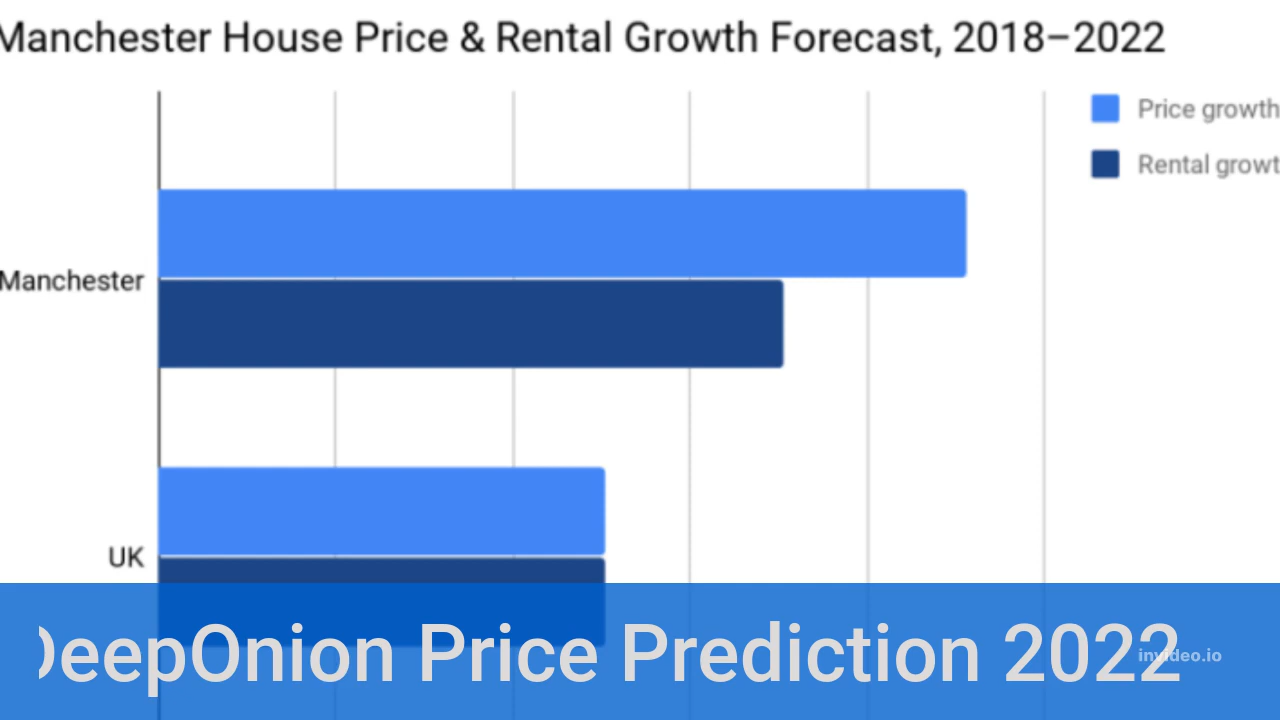 Manchester House Price & Rental Growth Forecast, 2018–2022
Price growth
Rental growt
Manchester
UK
DeepOnion Price Prediction 2022
invideo.io